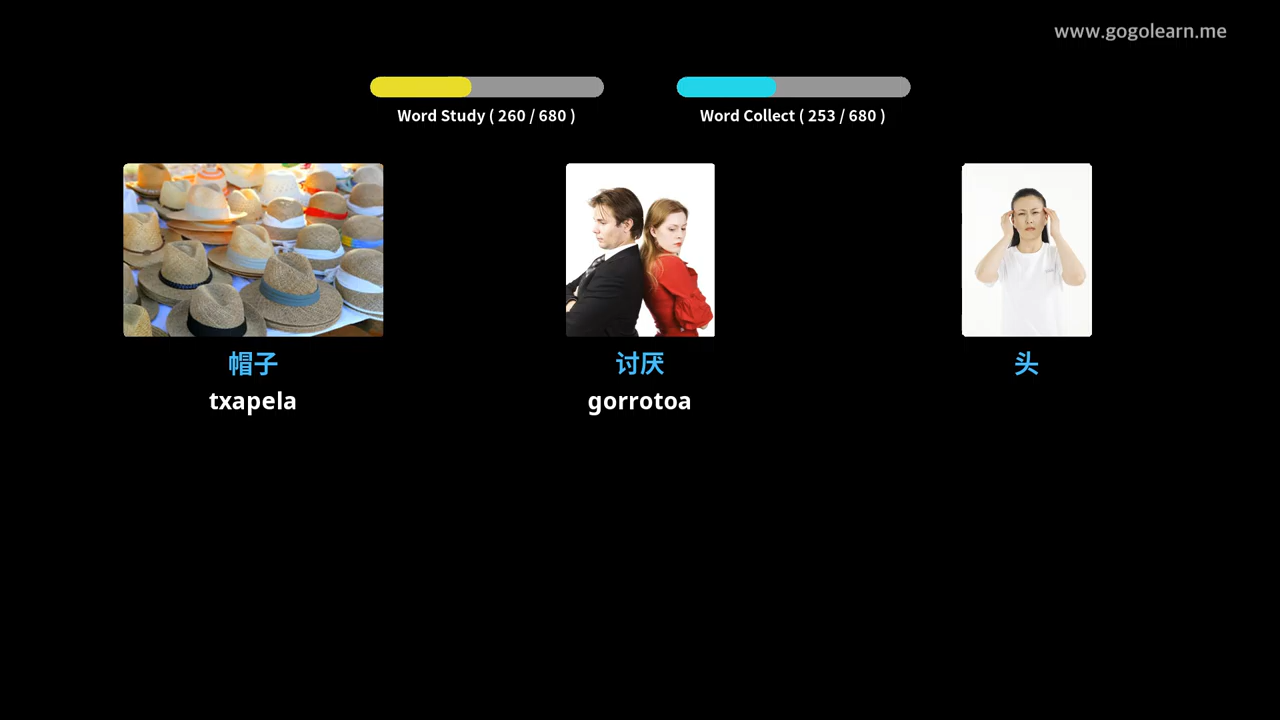 www.gogolearn.me
Word Study ( 260 / 680 )
Word Collect ( 253 / 680 )
帽子
讨厌
头
txapela
gorrotoa